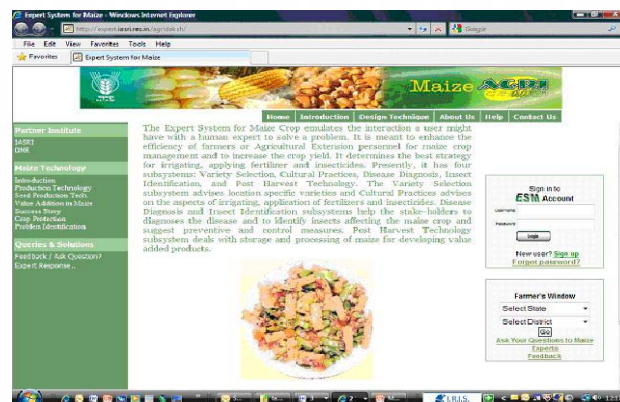 Expert System for Maize - Windows Internet Explorer
Google
File Edit View Favorites Tools Help
Favorites Expert System for Maize
Maize AGRI
Home Introduction Design Technique About Us Help Contact Us
Partner Institute
IASRI
DMR
Maize Technology
Introduction
Production Technology
Seed Production Tech.
Value Addition in Maize
Success Story
Crop Protection
Problem Identification
Queries & Solutions
Feedback / Ask Question?
Expert Response..
The Expert System for Maize Crop emulates the interaction a user might
have with a human expert to solve a problem. It is meant to enhance the
efficiency of farmers or Agricultural Extension personnel for maize crop
management and to increase the crop yield. It determines the best strategy
for irrigating, applying fertilizer and insecticides. Presently, it has four
subsystems: Variety Selection, Cultural Practices, Disease Diagnosis, Insect
Identification, and Post Harvest Technology. The Variety Selection
subsystem advises location specific varieties and Cultural Practices advises
on the aspects of irrigating, application of fertilizers and insecticides. Disease
Diagnosis and Insect Identification subsystems help the stake-holders to
diagnoses the disease and to identify insects affecting the maize crop and
suggest preventive and control measures. Post Harvest Technology
subsystem deals with storage and processing of maize for developing value
added products.
Sign in to
ESM Account
Username
Password
Login
New user? Sign up
Forgot password?
Farmer's Window
Select State
Select District
Go
Ask Your Questions to Maize
Experts
Feedback